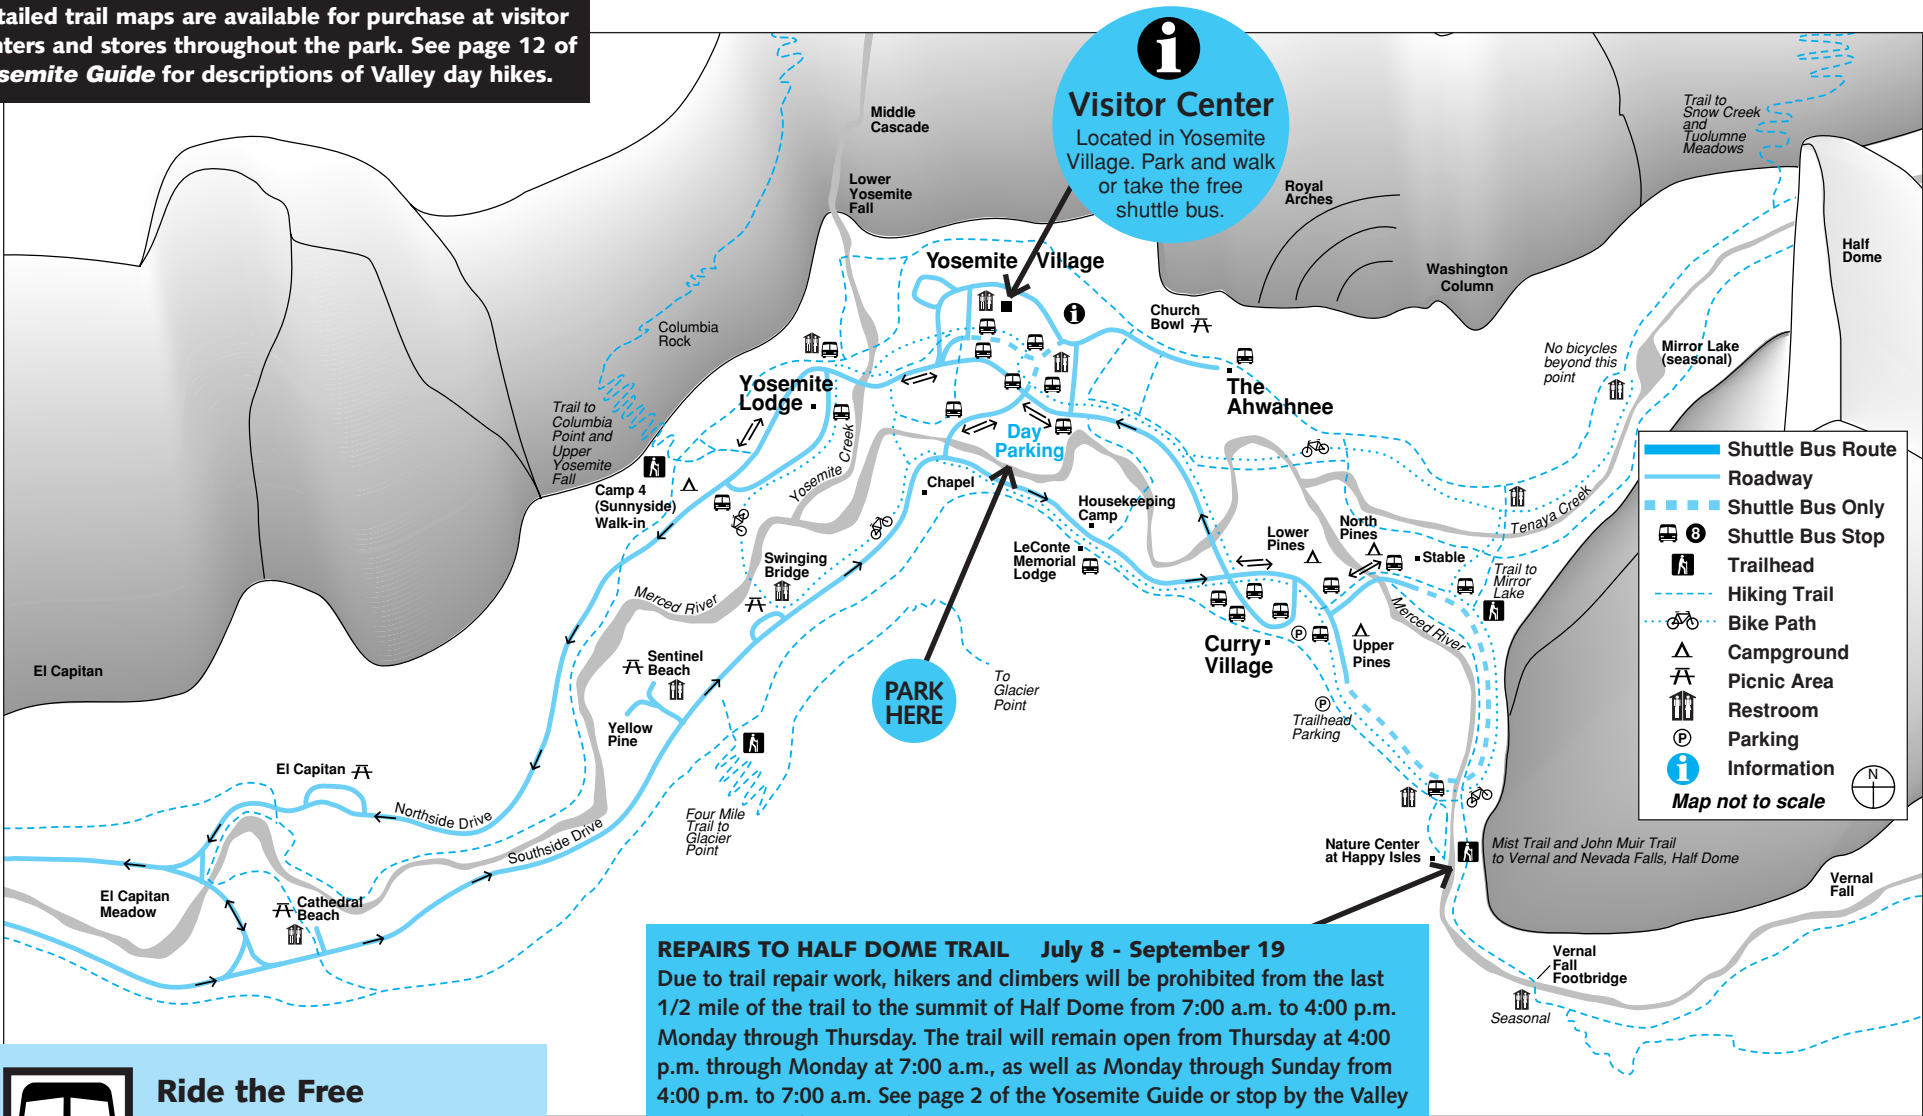 tailed trail maps are available for purchase at visitor
nters and stores throughout the park. See page 12 of
semite Guide for descriptions of Valley day hikes.
i
Visitor Center
Located in Yosemite
Village. Park and walk
or take the free
shuttle bus.
Middle
Cascade
Lower
Yosemite
Fall
Royal
Arches
Washington
Column
Trail to
Snow Creek
and
Tuolumne
Meadows
Half
Dome
Yosemite Village
i
Church
Bowl
The
Ahwahnee
Columbia
Rock
Yosemite
Lodge
Trail to
Columbia
Point and
Upper
Yosemite
Fall
Camp 4
(Sunnyside)
Walk-in
Yosemite Creek
Day
Parking
Chapel
Housekeeping
Camp
LeConte
Memorial
Lodge
Swinging
Bridge
Merced River
Sentinel
Beach
Yellow
Pine
PARK
HERE
To
Glacier
Point
Four Mile
Trail to
Glacier
Point
No bicycles
beyond this
point
Mirror Lake
(seasonal)
Tenaya Creek
Lower
Pines
North
Pines
Stable
Trail to
Mirror
Lake
Merced River
Curry
Village
P
Upper
Pines
P
Trailhead
Parking
Nature Center
at Happy Isles
Mist Trail and John Muir Trail
to Vernal and Nevada Falls, Half Dome
Vernal
Fall
Vernal
Fall
Footbridge
Seasonal
El Capitan
El Capitan
Northside Drive
Southside Drive
El Capitan
Meadow
Cathedral
Beach
Shuttle Bus Route
Roadway
Shuttle Bus Only
8 Shuttle Bus Stop
Trailhead
Hiking Trail
Bike Path
Campground
Picnic Area
Restroom
P Parking
i Information
Map not to scale
N
REPAIRS TO HALF DOME TRAIL July 8 - September 19
Due to trail repair work, hikers and climbers will be prohibited from the last
1/2 mile of the trail to the summit of Half Dome from 7:00 a.m. to 4:00 p.m.
Monday through Thursday. The trail will remain open from Thursday at 4:00
p.m. through Monday at 7:00 a.m., as well as Monday through Sunday from
4:00 p.m. to 7:00 a.m. See page 2 of the Yosemite Guide or stop by the Valley
Ride the Free